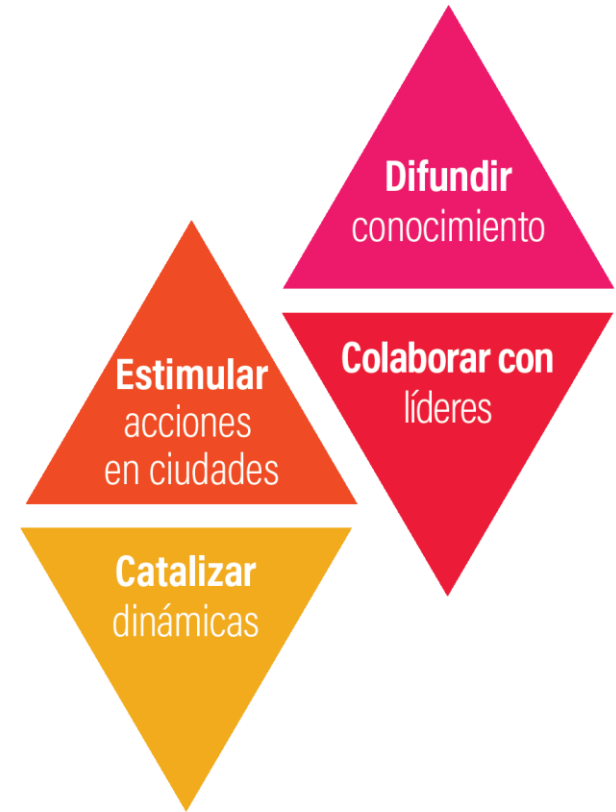 Difundir
conocimiento
Colaborar con
líderes
Estimular
acciones
en ciudades
Catalizar
dinámicas